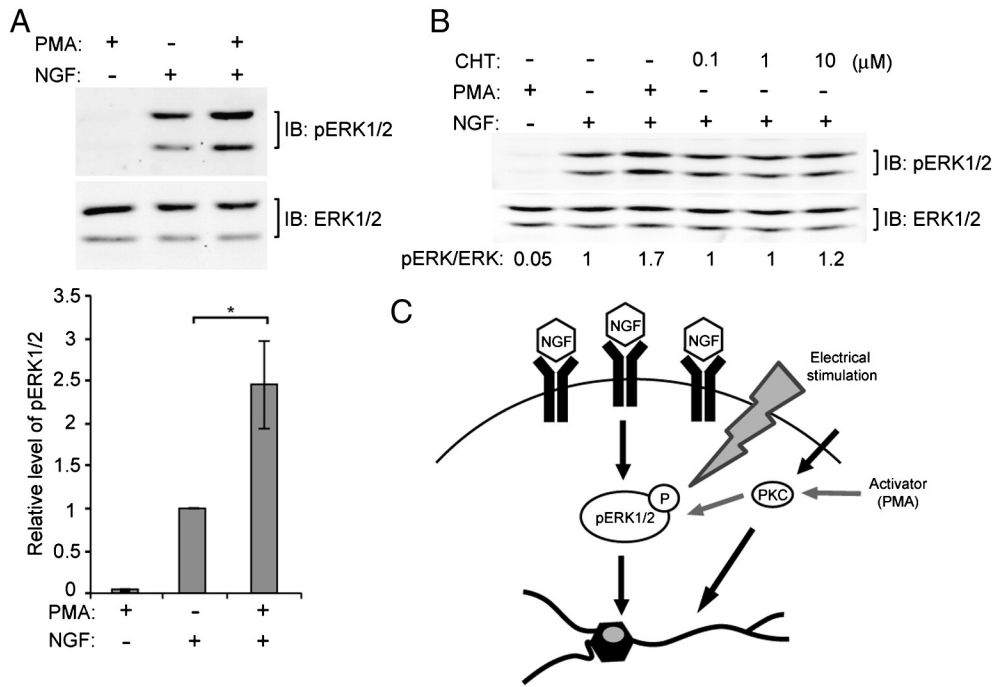 A
PMA: + - +
NGF: - + +
IB: pERK1/2
IB: ERK1/2
3.5
3
2.5
2
1.5
1
0.5
0
Relative level of pERK1/2
*
PMA: + - +
NGF: - + +
B
CHT: - - - 0.1 1 10 (μM)
PMA: + - + - - -
NGF: - + + + + +
IB: pERK1/2
IB: ERK1/2
pERK/ERK: 0.05 1 1.7 1 1 1.2
C
NGF
NGF
NGF
Electrical
stimulation
P
pERK1/2
PKC
Activator
(PMA)